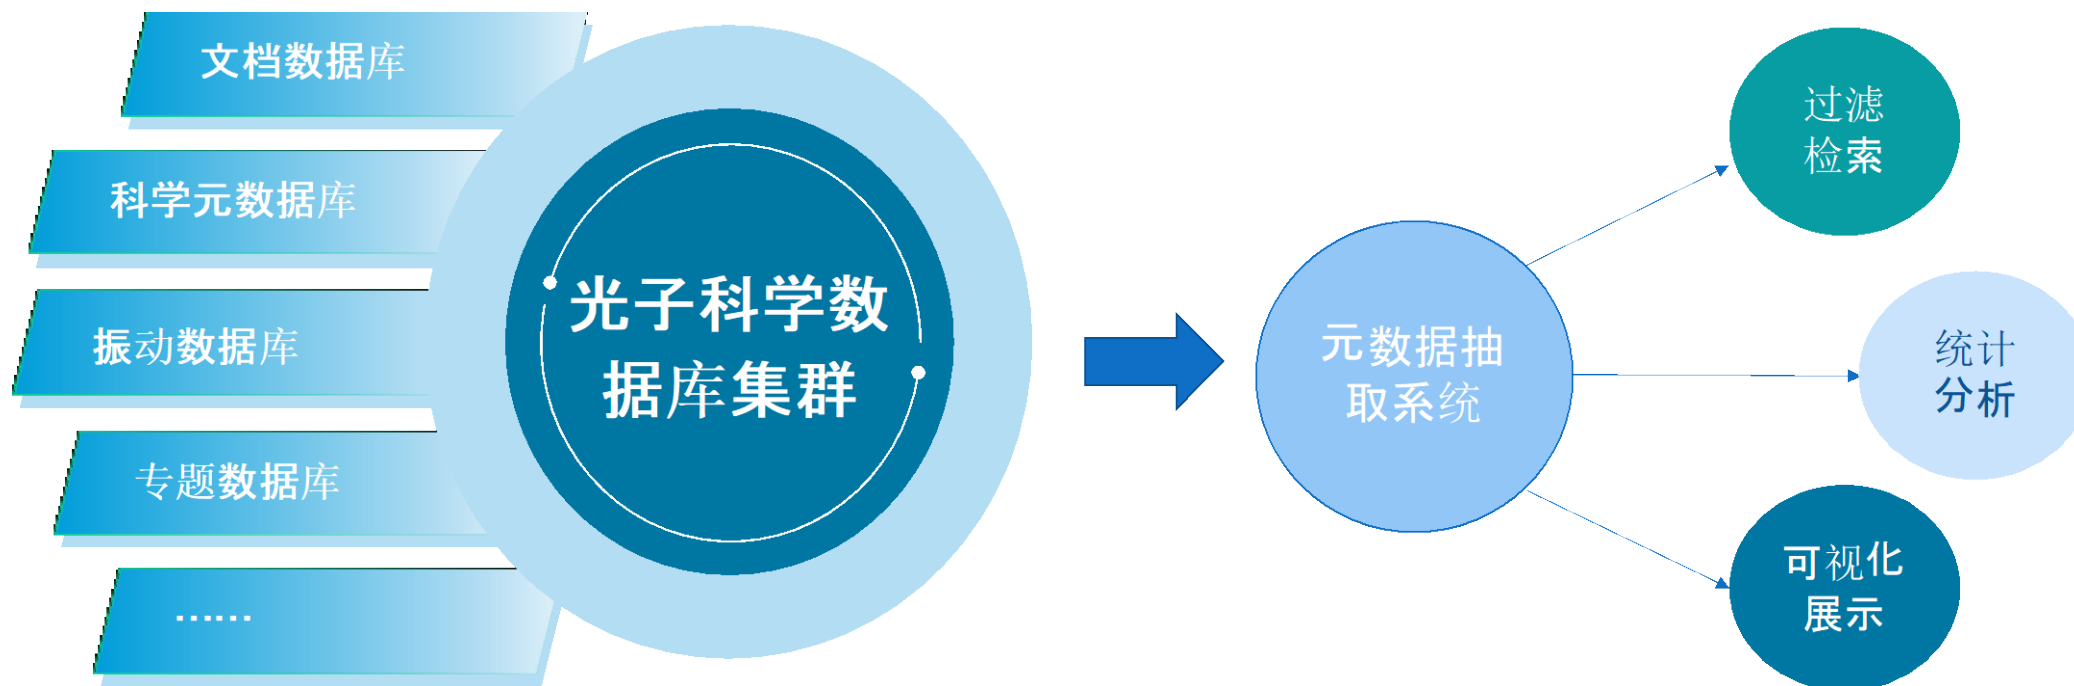 文档数据库
科学元数据库
振动数据库
专题数据库
……
光子科学数
据库集群
元数据抽
取系统
过滤
检索
统计
分析
可视化
展示